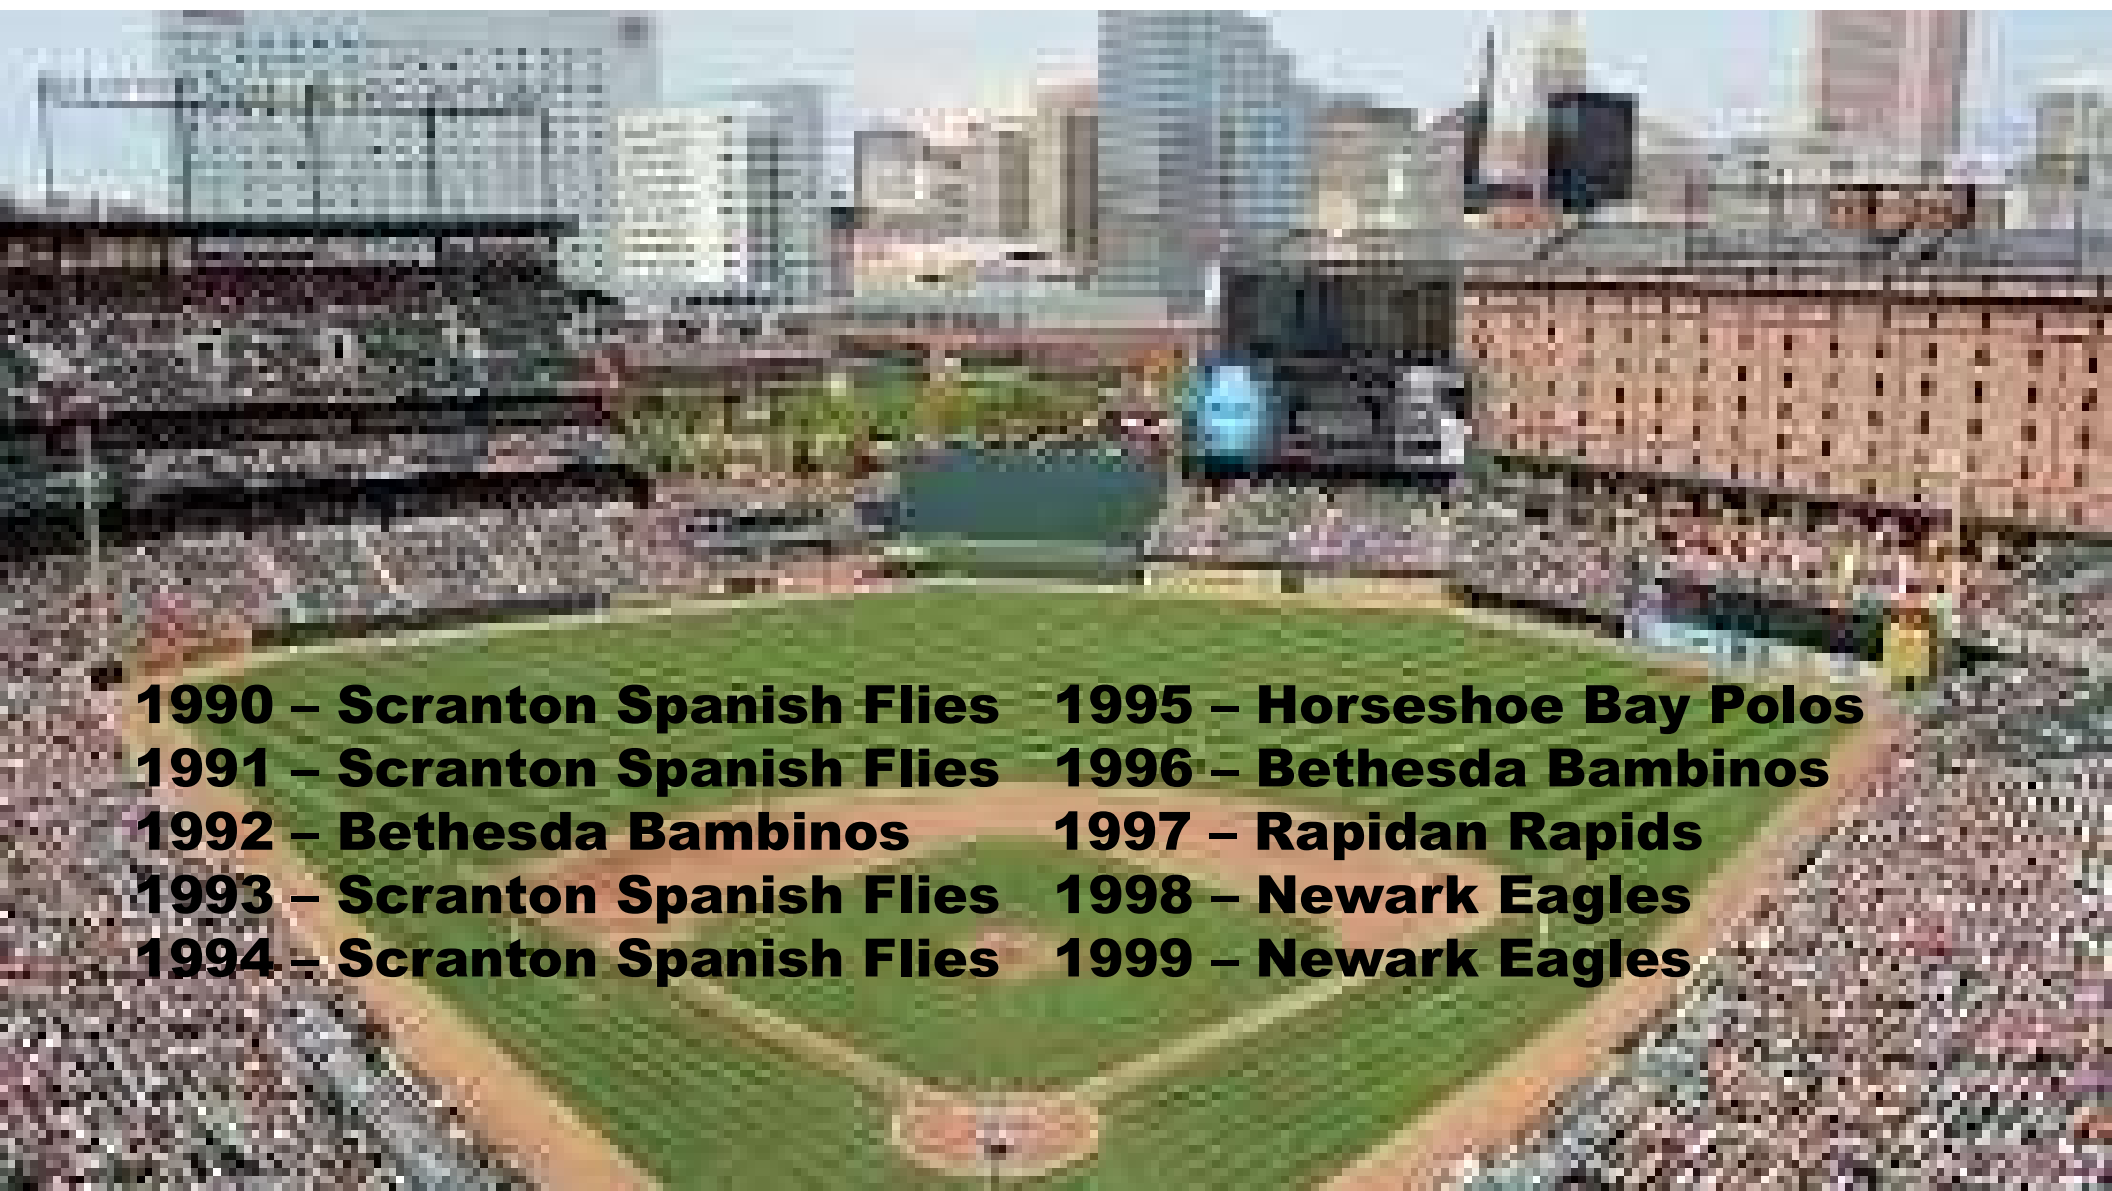 1990 – Scranton Spanish Flies
1991 – Scranton Spanish Flies
1992 – Bethesda Bambinos
1993 – Scranton Spanish Flies
1994 – Scranton Spanish Flies
1995 – Horseshoe Bay Polos
1996 – Bethesda Bambinos
1997 – Rapidan Rapids
1998 – Newark Eagles
1999 – Newark Eagles